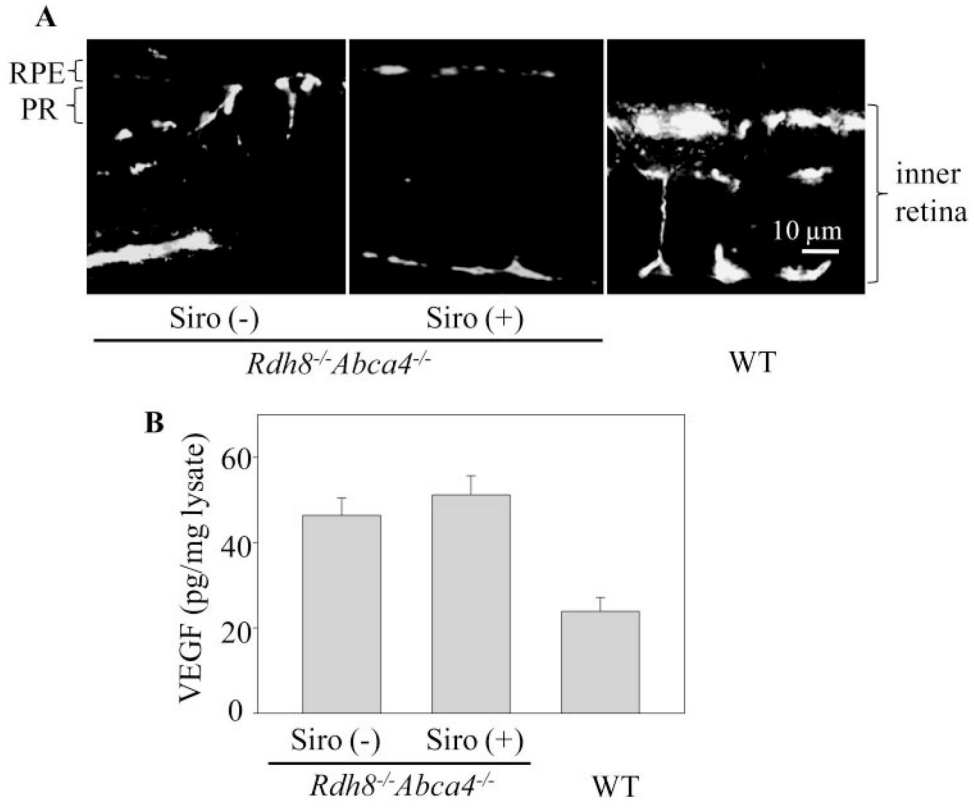 A
RPE
PR
inner
retina
10 µm
Siro (-)
Siro (+)
Rdh8-/-Abca4-/-
WT
B
VEGF (pg/mg lysate)
60
40
20
0
Siro (-)
Siro (+)
Rdh8-/-Abca4-/-
WT